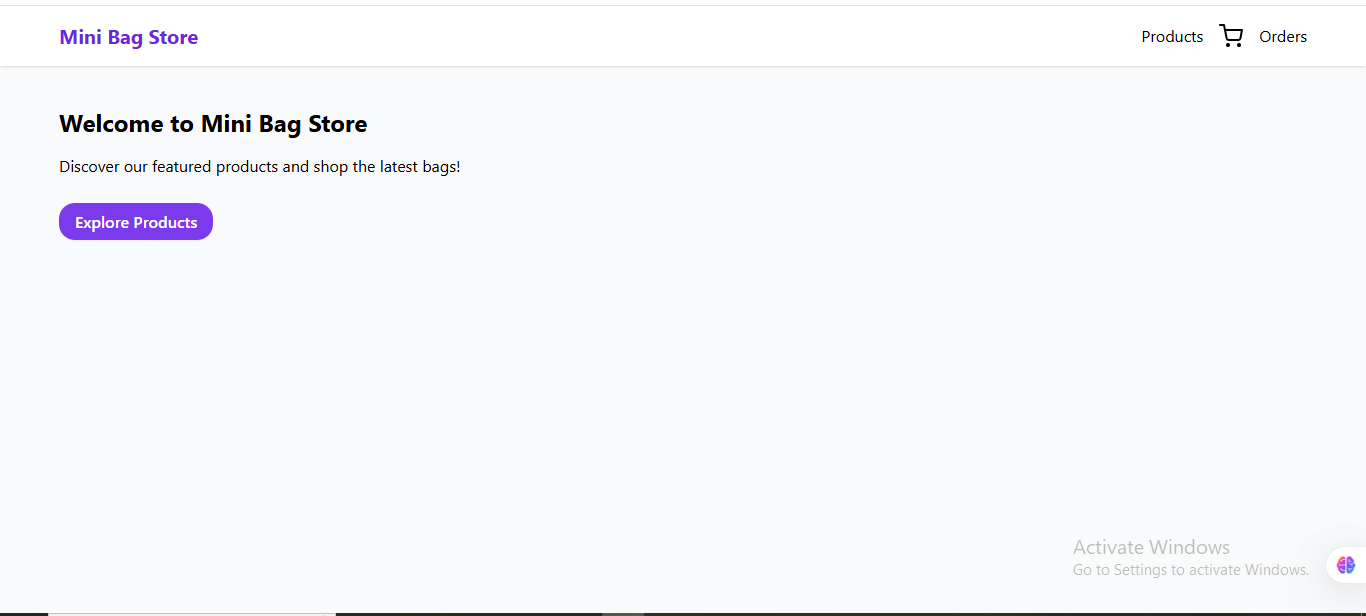 Mini Bag Store
Products
Orders
Welcome to Mini Bag Store
Discover our featured products and shop the latest bags!
Explore Products
Activate Windows
Go to Settings to activate Windows.